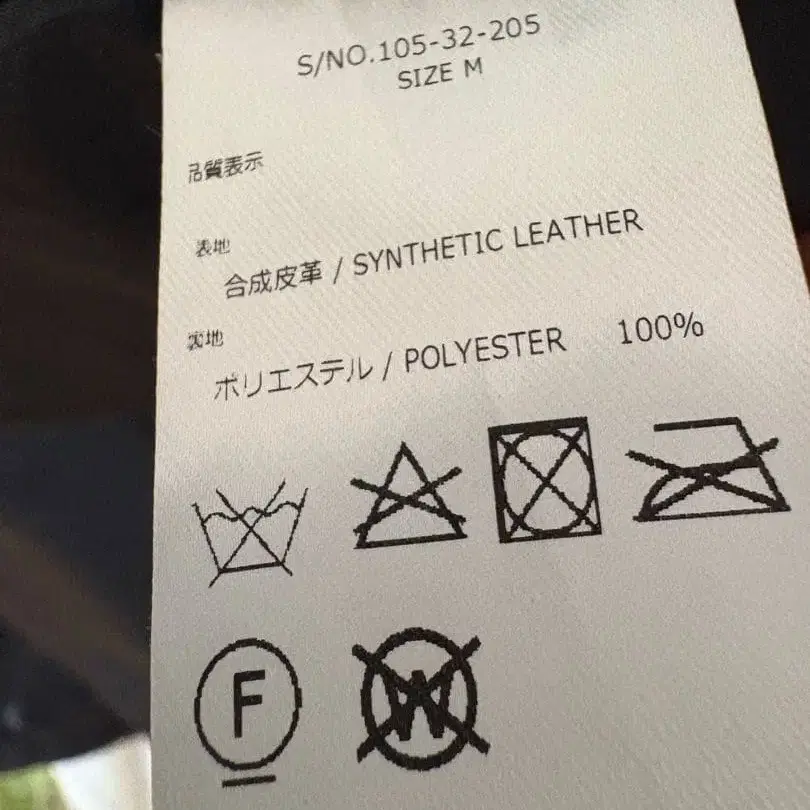 S/NO.105-32-205
SIZE M
品質表示
表地
合成皮革 / SYNTHETIC LEATHER
裏地
ポリエステル / POLYESTER 100%
F W